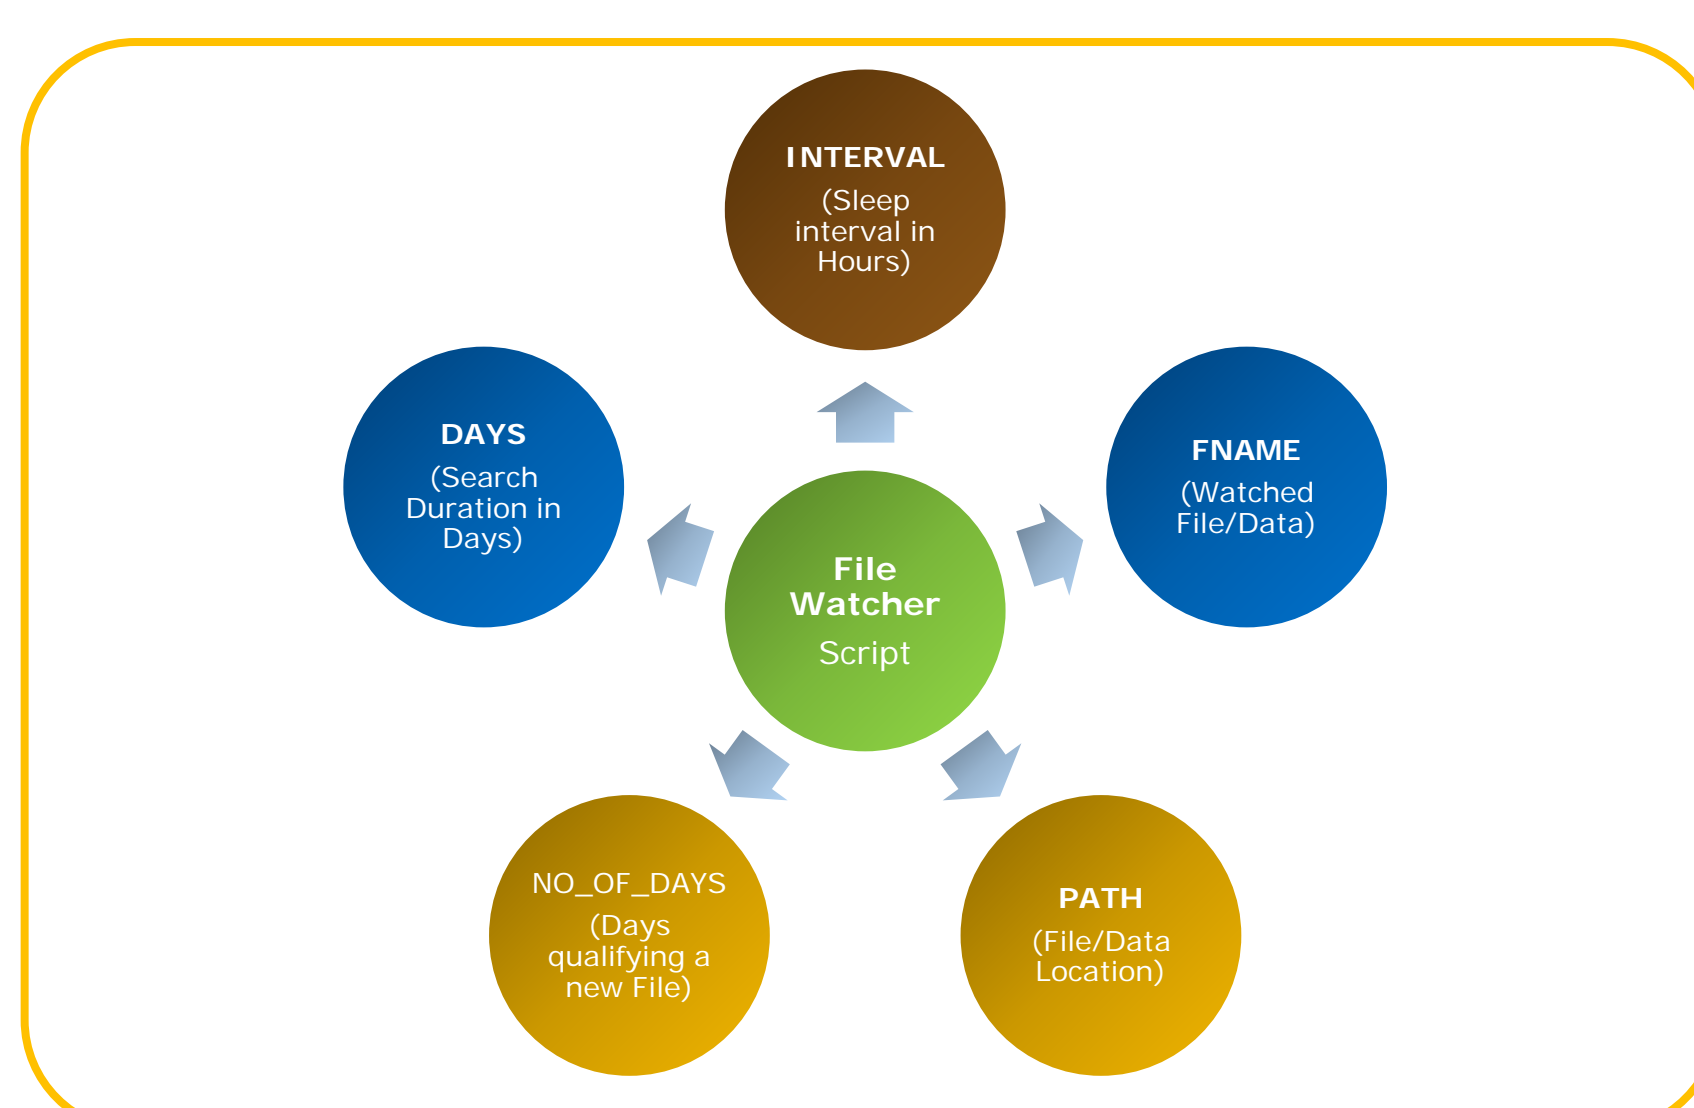 INTERVAL
(Sleep
interval in
Hours)
DAYS
(Search
Duration in
Days)
FNAME
(Watched
File/Data)
File
Watcher
Script
NO_OF_DAYS
(Days
qualifying a
new File)
PATH
(File/Data
Location)